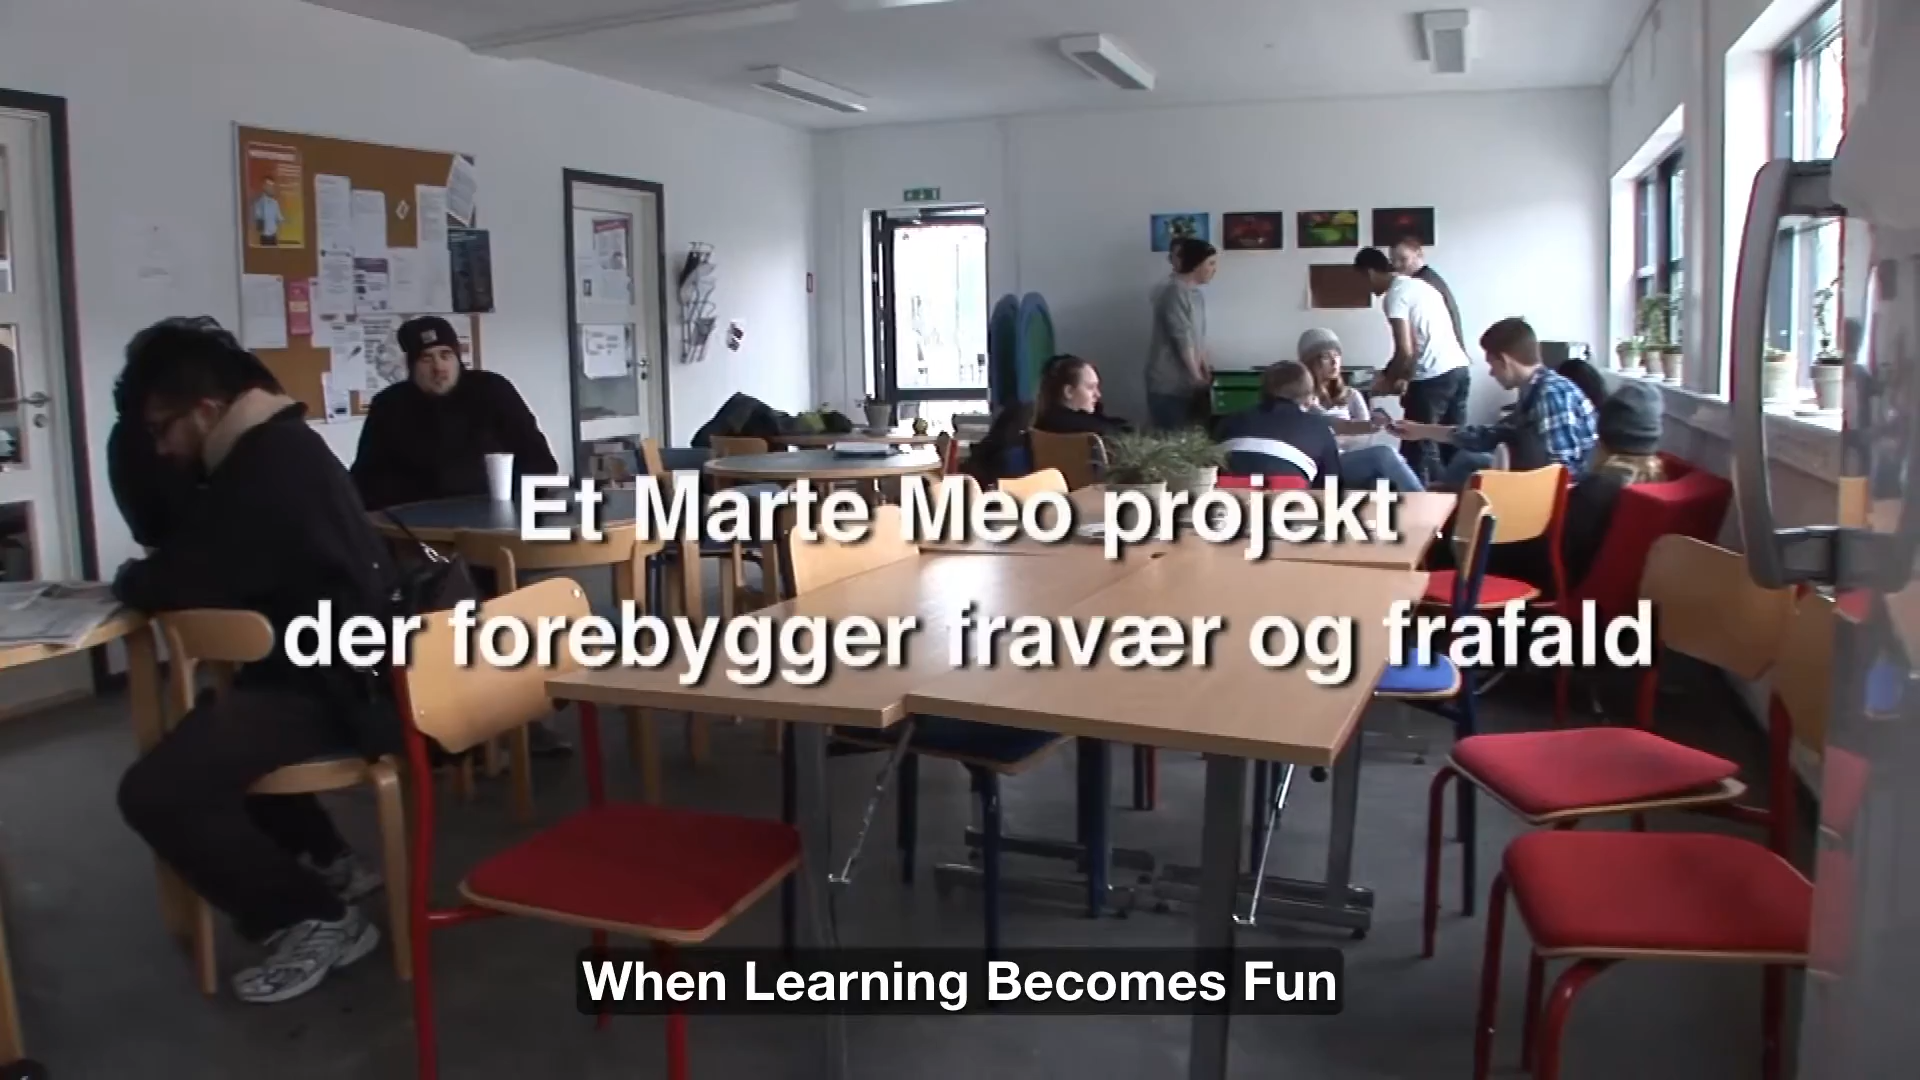 Et Marte Meo projekt
der forebygger fravær og frafald
When Learning Becomes Fun